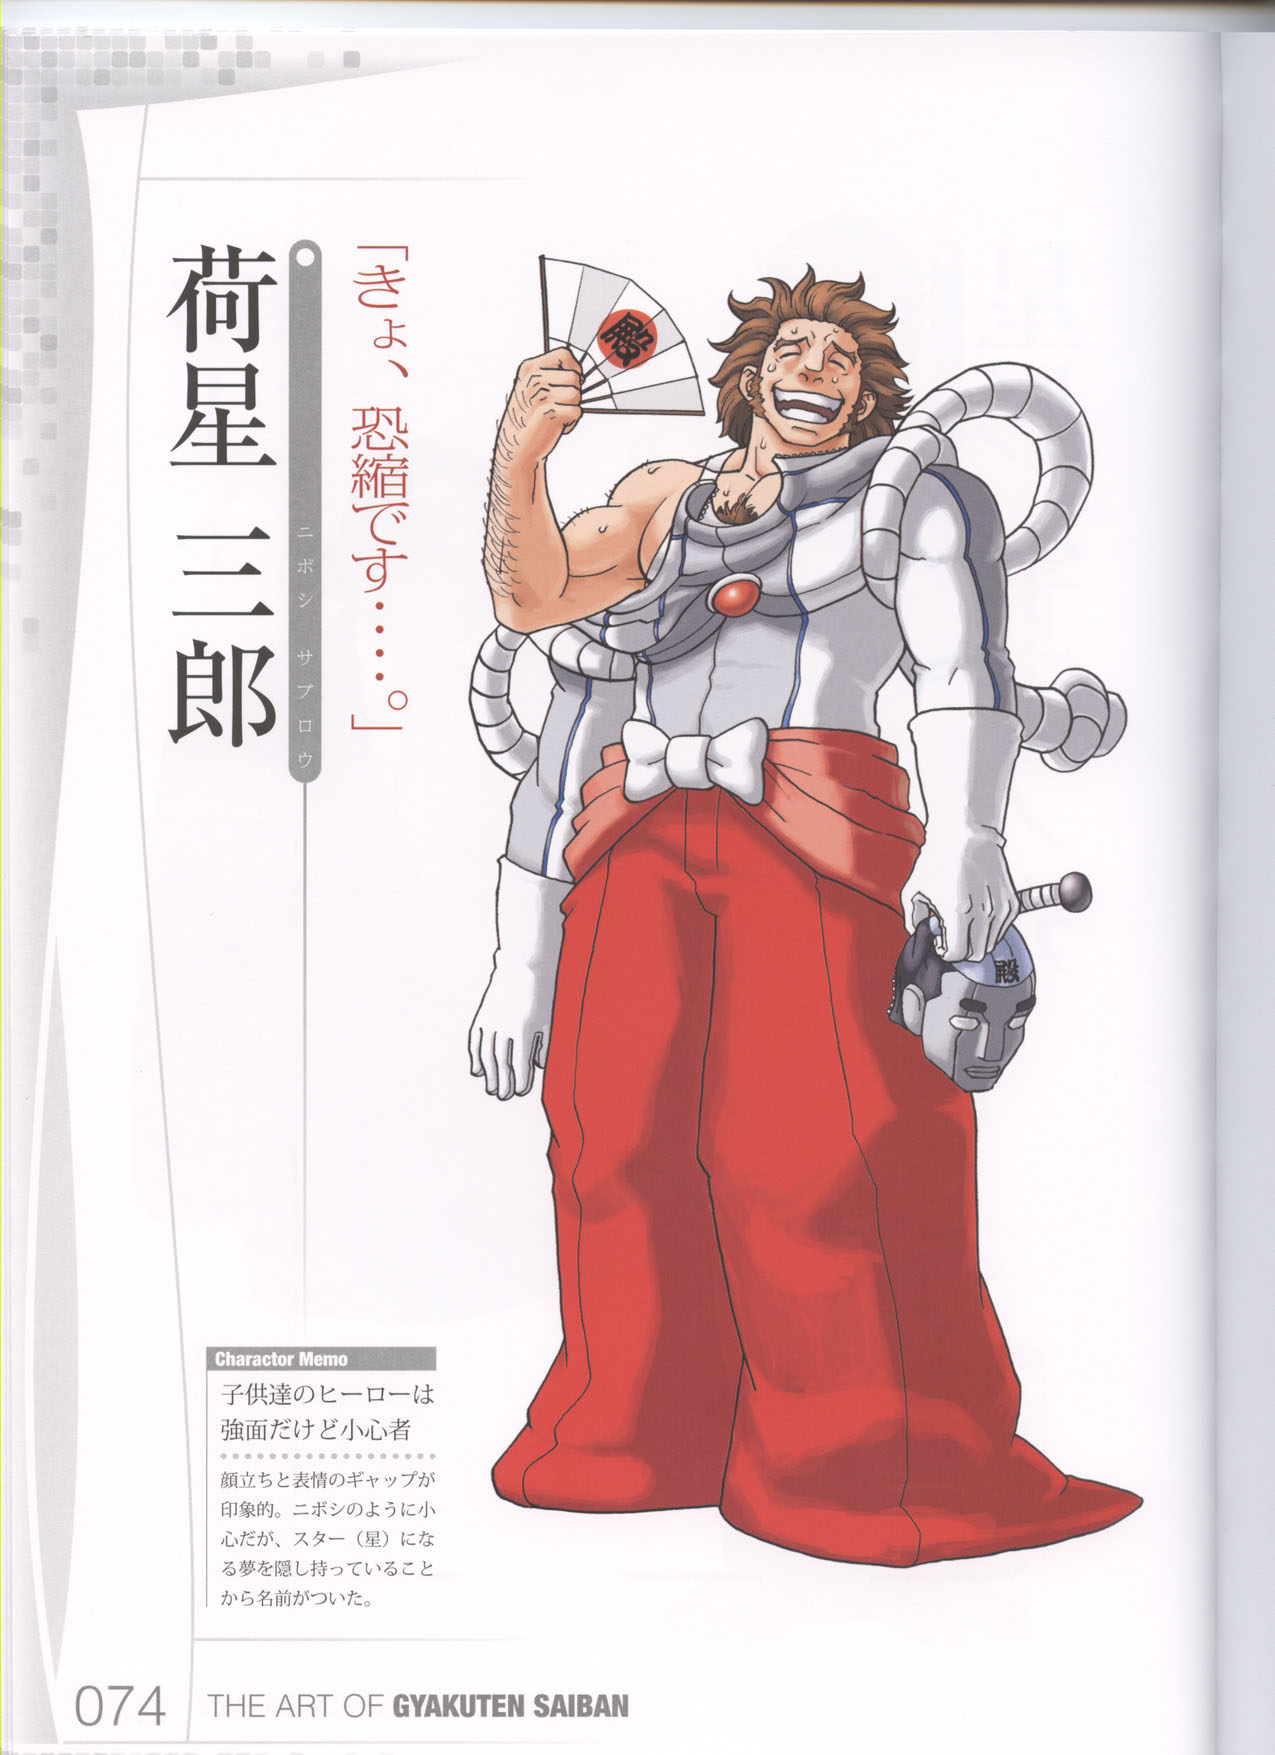 「きょ、恐縮です‥‥。」
ニボシ サブロウ
荷星 三郎
殿
殿
Charactor Memo
子供達のヒーローは
強面だけど小心者
顔立ちと表情のギャップが
印象的。ニボシのように小
心だが、スター（星）にな
る夢を隠し持っていること
から名前がついた。
074 THE ART OF GYAKUTEN SAIBAN